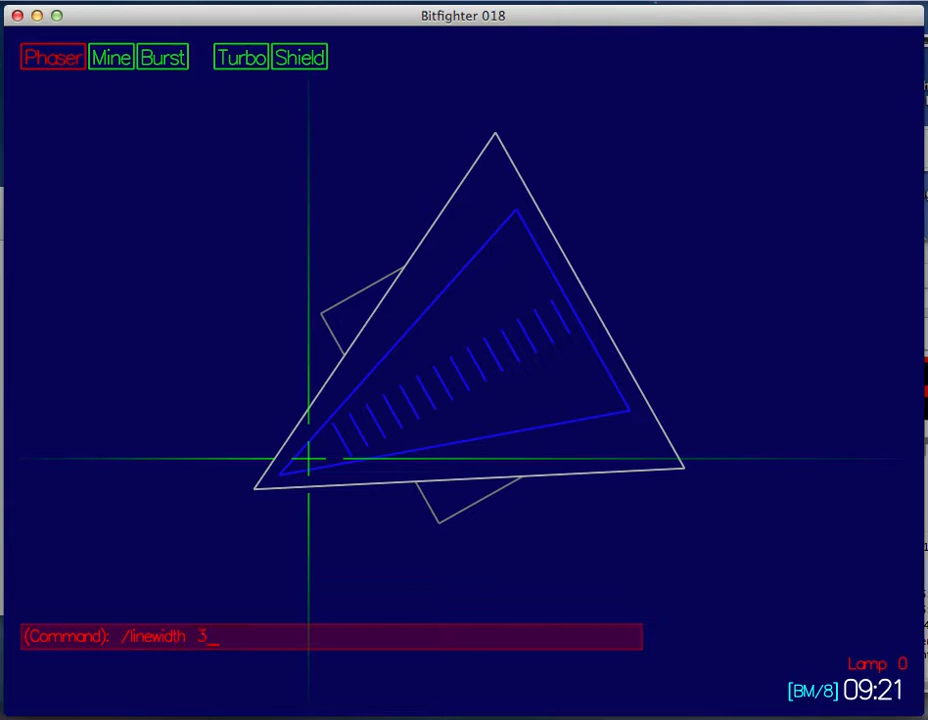 Bitfighter 018
Phaser Mine Burst Turbo Shield
(Command): /linewidth 3_
Lamp 0
[BM/8] 09:21